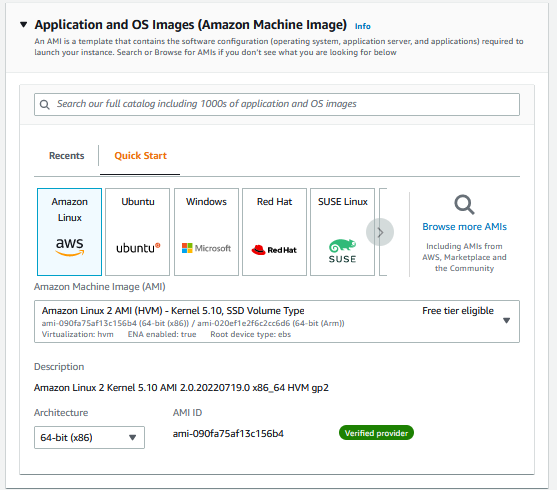 Application and OS Images (Amazon Machine Image) Info
An AMI is a template that contains the software configuration (operating system, application server, and applications) required to
launch your instance. Search or Browse for AMIs if you don't see what you are looking for below
Search our full catalog including 1000s of application and OS images
Recents
Quick Start
Amazon
Linux
aws
Ubuntu
ubuntu
Windows
Microsoft
Red Hat
Red Hat
SUSE Linux
SUSE
Browse more AMIs
Including AMIs from
AWS, Marketplace and
the Community
Amazon Machine Image (AMI)
Amazon Linux 2 AMI (HVM) - Kernel 5.10, SSD Volume Type
Free tier eligible
ami-090fa75af13c156b4 (64-bit (x86)) / ami-020ef1e2f6c2cc6d6 (64-bit (Arm))
Virtualization: hvm ENA enabled: true Root device type: ebs
Description
Amazon Linux 2 Kernel 5.10 AMI 2.0.20220719.0 x86_64 HVM gp2
Architecture
AMI ID
64-bit (x86)
ami-090fa75af13c156b4
Verified provider